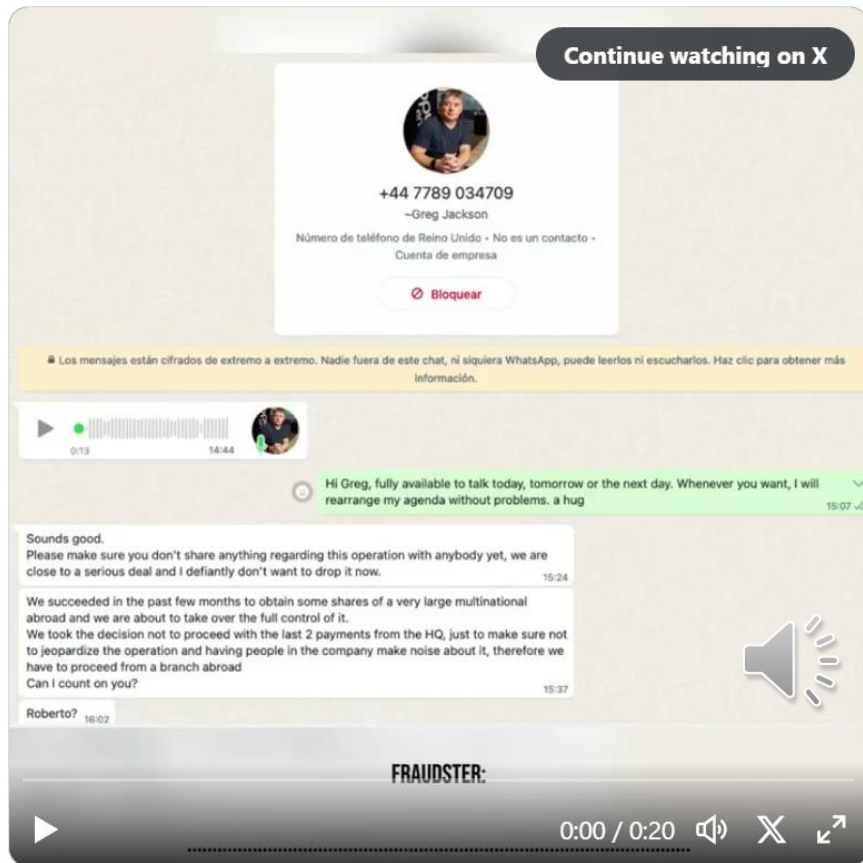 Continue watching on X
+44 7789 034709
~Greg Jackson
Número de teléfono de Reino Unido · No es un contacto ·
Cuenta de empresa
Bloquear
Los mensajes están cifrados de extremo a extremo. Nadie fuera de este chat, ni siquiera WhatsApp, puede leerlos ni escucharlos. Haz clic para obtener más
información.
0:13 14:44
Hi Greg, fully available to talk today, tomorrow or the next day. Whenever you want, I will
rearrange my agenda without problems. a hug
15:07
Sounds good.
Please make sure you don't share anything regarding this operation with anybody yet, we are
close to a serious deal and I defiantly don't want to drop it now.
15:24
We succeeded in the past few months to obtain some shares of a very large multinational
abroad and we are about to take over the full control of it.
We took the decision not to proceed with the last 2 payments from the HQ, just to make sure not
to jeopardize the operation and having people in the company make noise about it, therefore we
have to proceed from a branch abroad
Can I count on you?
15:37
Roberto? 16:02
FRAUDSTER:
0:00 / 0:20